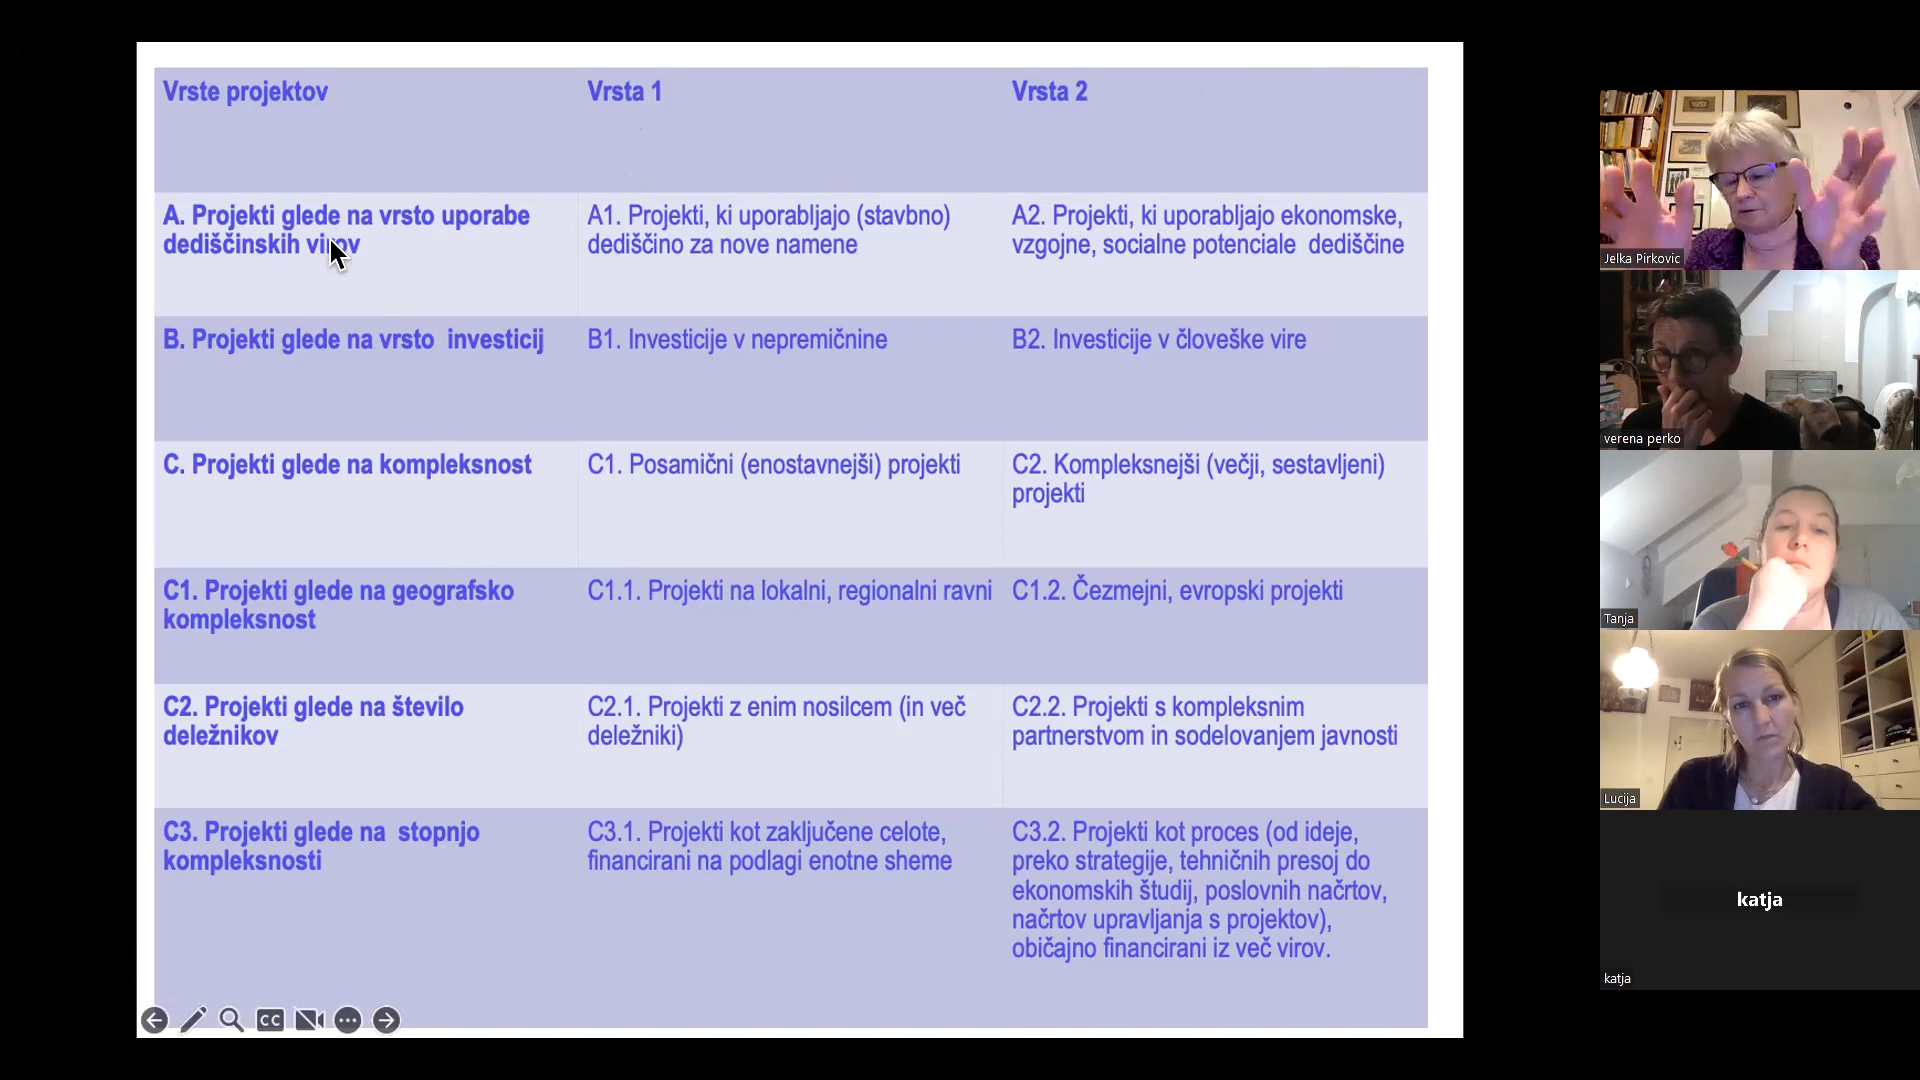 Vrste projektov
Vrsta 1
Vrsta 2
A. Projekti glede na vrsto uporabe
dediščinskih virov
A1. Projekti, ki uporabljajo (stavbno)
dediščino za nove namene
A2. Projekti, ki uporabljajo ekonomske,
vzgojne, socialne potenciale dediščine
B. Projekti glede na vrsto investicij
B1. Investicije v nepremičnine
B2. Investicije v človeške vire
C. Projekti glede na kompleksnost
C1. Posamični (enostavnejši) projekti
C2. Kompleksnejši (večji, sestavljeni)
projekti
C1. Projekti glede na geografsko
kompleksnost
C1.1. Projekti na lokalni, regionalni ravni
C1.2. Čezmejni, evropski projekti
C2. Projekti glede na število
deležnikov
C2.1. Projekti z enim nosilcem (in več
deležniki)
C2.2. Projekti s kompleksnim
partnerstvom in sodelovanjem javnosti
C3. Projekti glede na stopnjo
kompleksnosti
C3.1. Projekti kot zaključene celote,
financirani na podlagi enotne sheme
C3.2. Projekti kot proces (od ideje,
preko strategije, tehničnih presoj do
ekonomskih študij, poslovnih načrtov,
načrtov upravljanja s projektov),
običajno financirani iz več virov.
CC
Jelka Pirkovic
verena perko
Tanja
Lucija
katja
katja